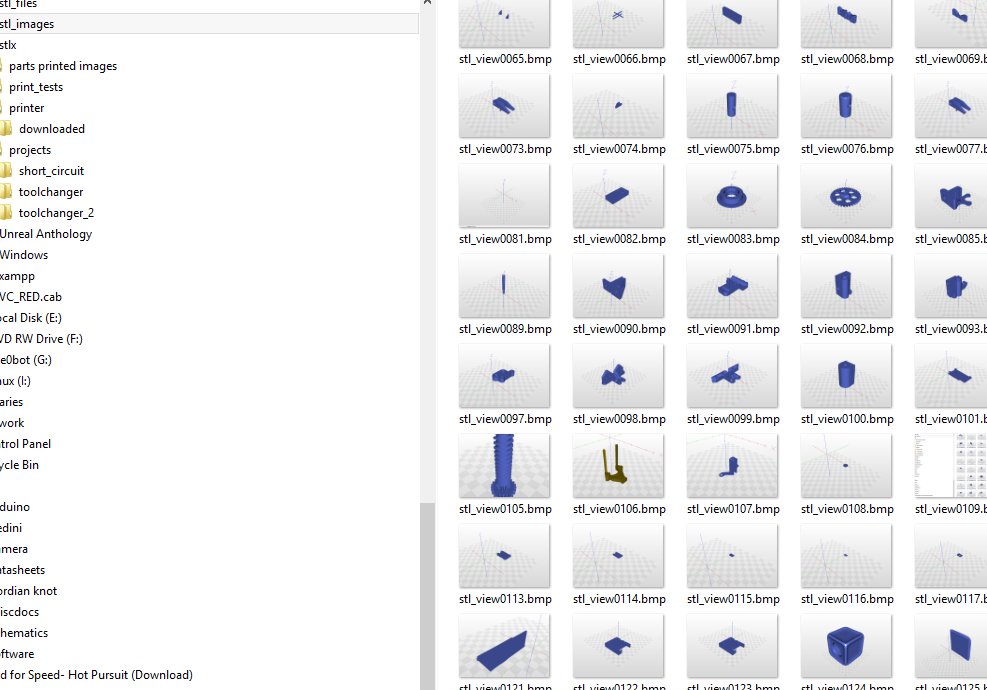 stl_files
stl_images
stlx
parts printed images
print_tests
printer
downloaded
projects
short_circuit
toolchanger
toolchanger_2
Unreal Anthology
Windows
xampp
VC_RED.cab
ocal Disk (E:)
VD RW Drive (F:)
e0bot (G:)
nux (I:)
aries
work
ntrol Panel
ycle Bin
duino
edini
amera
atasheets
ordian knot
iscdocs
hematics
oftware
d for Speed- Hot Pursuit (Download)
stl_view0065.bmp stl_view0066.bmp stl_view0067.bmp stl_view0068.bmp stl_view0069.b
stl_view0073.bmp stl_view0074.bmp stl_view0075.bmp stl_view0076.bmp stl_view0077.b
stl_view0081.bmp stl_view0082.bmp stl_view0083.bmp stl_view0084.bmp stl_view0085.b
stl_view0089.bmp stl_view0090.bmp stl_view0091.bmp stl_view0092.bmp stl_view0093.b
stl_view0097.bmp stl_view0098.bmp stl_view0099.bmp stl_view0100.bmp stl_view0101.b
stl_view0105.bmp stl_view0106.bmp stl_view0107.bmp stl_view0108.bmp stl_view0109.b
stl_view0113.bmp stl_view0114.bmp stl_view0115.bmp stl_view0116.bmp stl_view0117.b
stl_view0121.bmp stl_view0122.bmp stl_view0123.bmp stl_view0124.bmp stl_view0125.b